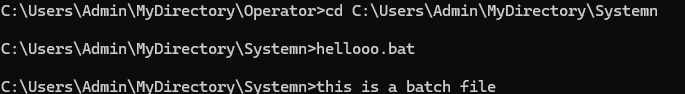 C:\Users\Admin\MyDirectory\Operator>cd C:\Users\Admin\MyDirectory\Systemn
C:\Users\Admin\MyDirectory\Systemn>hellooo.bat
C:\Users\Admin\MyDirectory\Systemn>this is a batch file